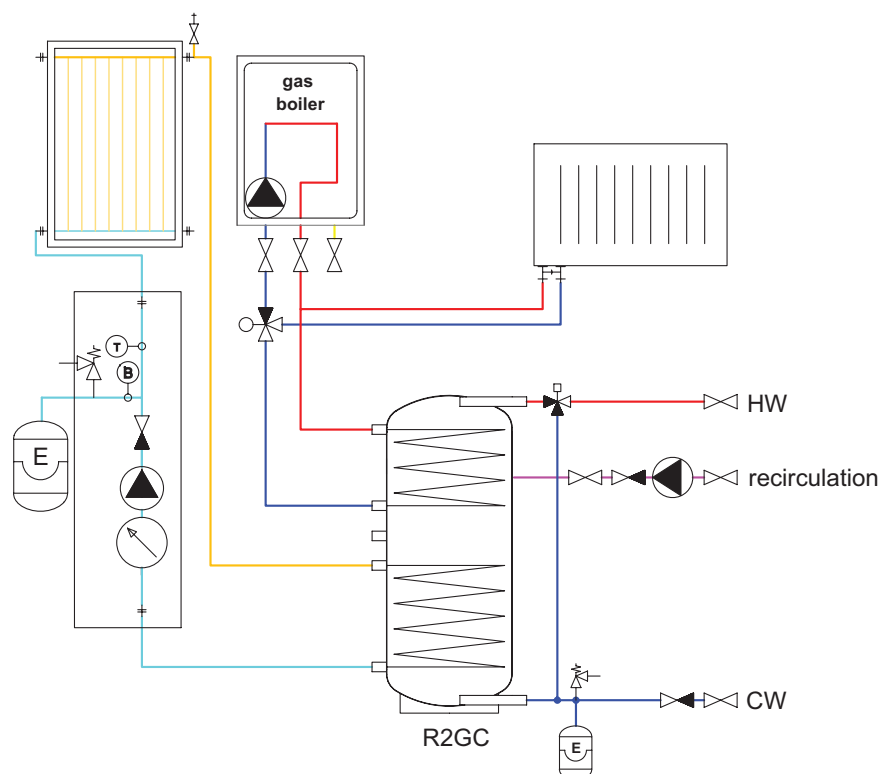 gas
boiler
T
B
E
HW
recirculation
CW
R2GC
E